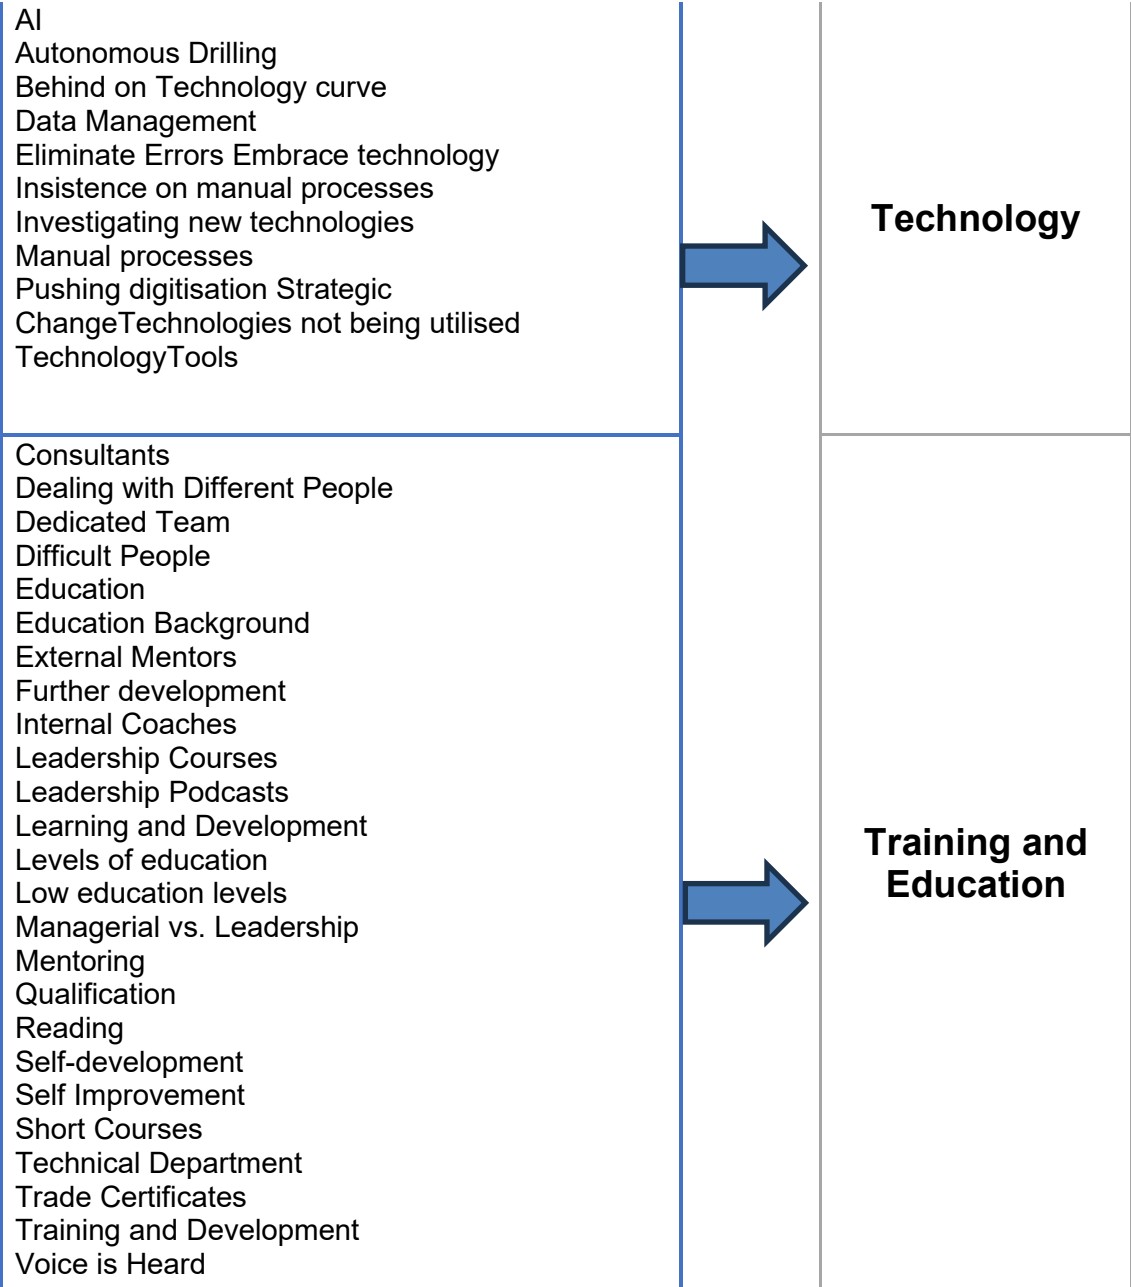 AI
Autonomous Drilling
Behind on Technology curve
Data Management
Eliminate Errors Embrace technology
Insistence on manual processes
Investigating new technologies
Manual processes
Pushing digitisation Strategic
ChangeTechnologies not being utilised
TechnologyTools
Technology
Consultants
Dealing with Different People
Dedicated Team
Difficult People
Education
Education Background
External Mentors
Further development
Internal Coaches
Leadership Courses
Leadership Podcasts
Learning and Development
Levels of education
Low education levels
Managerial vs. Leadership
Mentoring
Qualification
Reading
Self-development
Self Improvement
Short Courses
Technical Department
Trade Certificates
Training and Development
Voice is Heard
Training and
Education